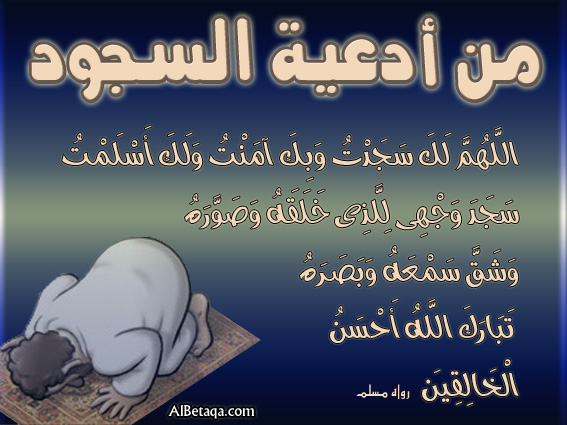 من أدعية السجود
اللَّهُمَّ لَكَ سَجَدْتُ وَبِكَ آمَنْتُ وَلَكَ أَسْلَمْتُ
سَجَدَ وَجْهِى لِلَّذِى خَلَقَهُ وَصَوَّرَهُ
وَشَقَّ سَمْعَهُ وَبَصَرَهُ
تَبَارَكَ اللَّهُ أَحْسَنُ
الْخَالِقِينَ رواه مسلم
AlBetaqa.com